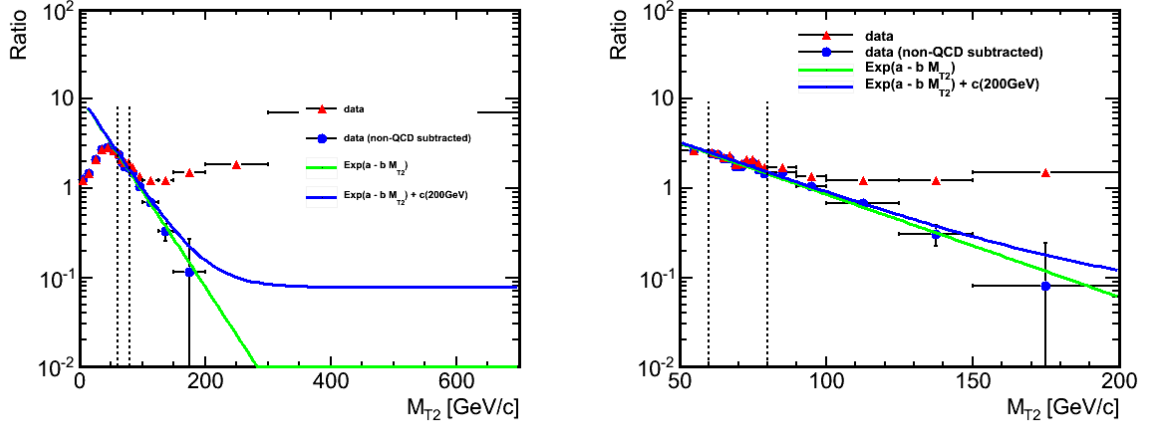 Ratio
10²
10
1
10⁻¹
10⁻²
0
200
400
600
M_T2 [GeV/c]
data
data (non-QCD subtracted)
Exp(a - b M_T2)
Exp(a - b M_T2) + c(200GeV)
Ratio
10²
10
1
10⁻¹
10⁻²
50
100
150
200
M_T2 [GeV/c]
data
data (non-QCD subtracted)
Exp(a - b M_T2)
Exp(a - b M_T2) + c(200GeV)